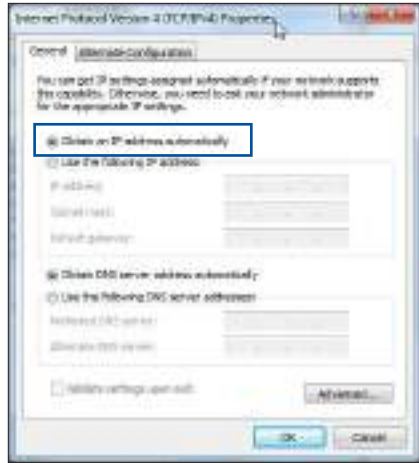 Internet Protocol Version 4 (TCP/IPv4) Properties
General
Alternate Configuration
You can get IP settings assigned automatically if your network supports
this capability. Otherwise, you need to ask your network administrator
for the appropriate IP settings.
Obtain an IP address automatically
Use the following IP address:
IP address:
Subnet mask:
Default gateway:
Obtain DNS server address automatically
Use the following DNS server addresses:
Preferred DNS server:
Alternate DNS server:
Validate settings upon exit
Advanced...
OK
Cancel